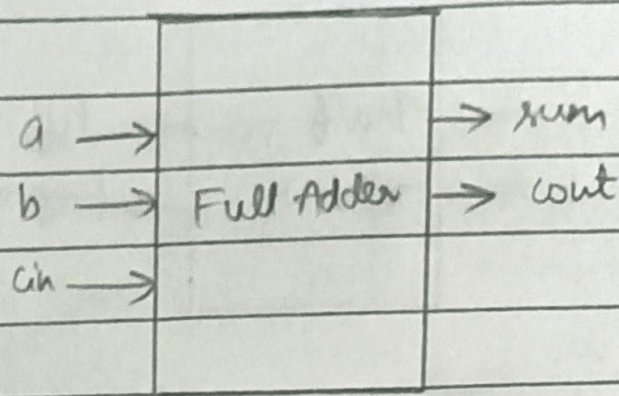 a → → sum
b → Full Adder → cout
cin →